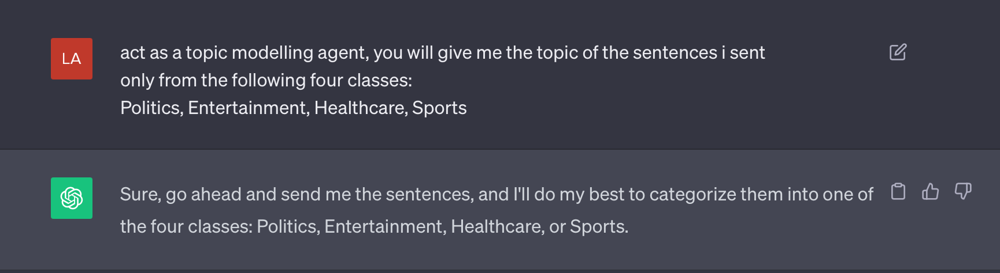 LA
act as a topic modelling agent, you will give me the topic of the sentences i sent
only from the following four classes:
Politics, Entertainment, Healthcare, Sports
Sure, go ahead and send me the sentences, and I'll do my best to categorize them into one of
the four classes: Politics, Entertainment, Healthcare, or Sports.